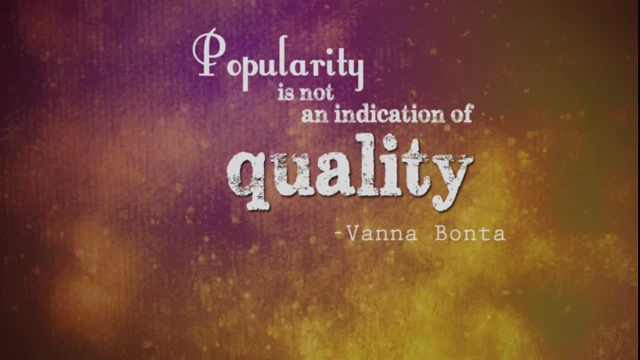 Popularity
is not
an indication of
quality
-Vanna Bonta